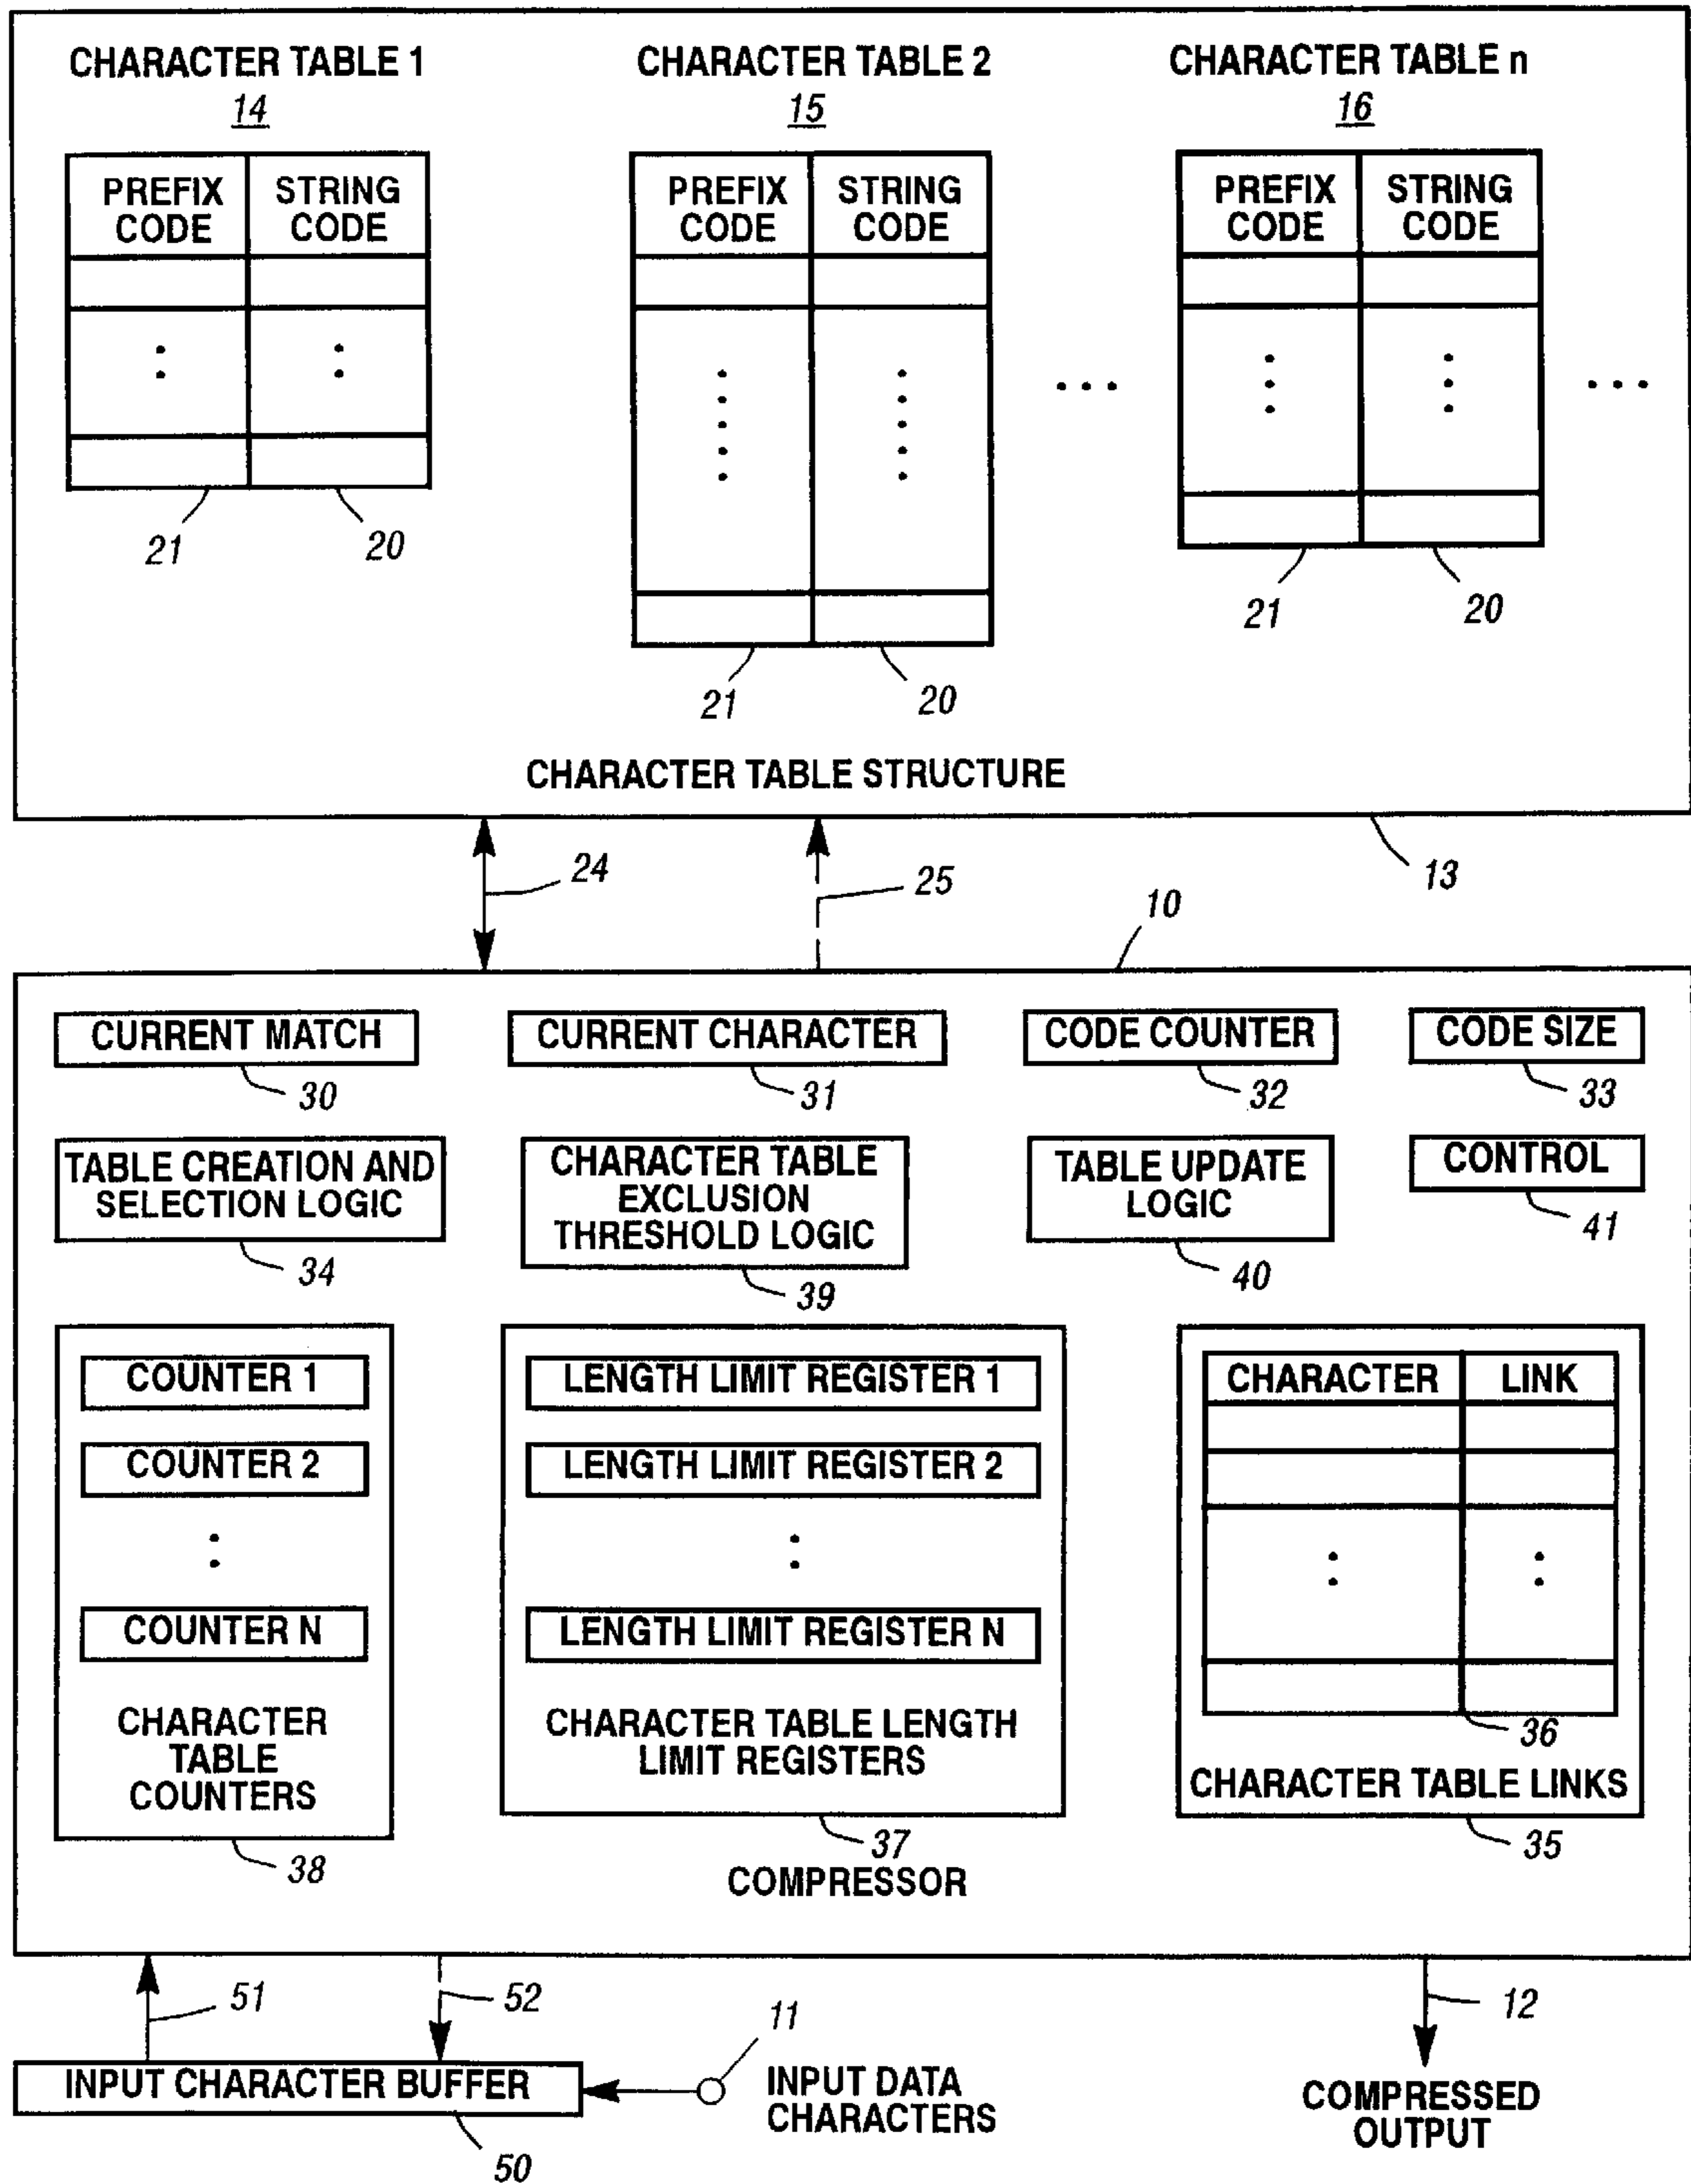 CHARACTER TABLE 1
14
CHARACTER TABLE 2
15
CHARACTER TABLE n
16
PREFIX CODE
STRING CODE
PREFIX CODE
STRING CODE
PREFIX CODE
STRING CODE
21
20
21
20
21
20
CHARACTER TABLE STRUCTURE
13
24
25
10
CURRENT MATCH
30
CURRENT CHARACTER
31
CODE COUNTER
32
CODE SIZE
33
TABLE CREATION AND
SELECTION LOGIC
34
CHARACTER TABLE
EXCLUSION
THRESHOLD LOGIC
39
TABLE UPDATE
LOGIC
40
CONTROL
41
COUNTER 1
COUNTER 2
COUNTER N
CHARACTER
TABLE
COUNTERS
38
LENGTH LIMIT REGISTER 1
LENGTH LIMIT REGISTER 2
LENGTH LIMIT REGISTER N
CHARACTER TABLE LENGTH
LIMIT REGISTERS
37
CHARACTER
LINK
36
CHARACTER TABLE LINKS
35
COMPRESSOR
51
52
11
12
INPUT CHARACTER BUFFER
50
INPUT DATA
CHARACTERS
COMPRESSED
OUTPUT